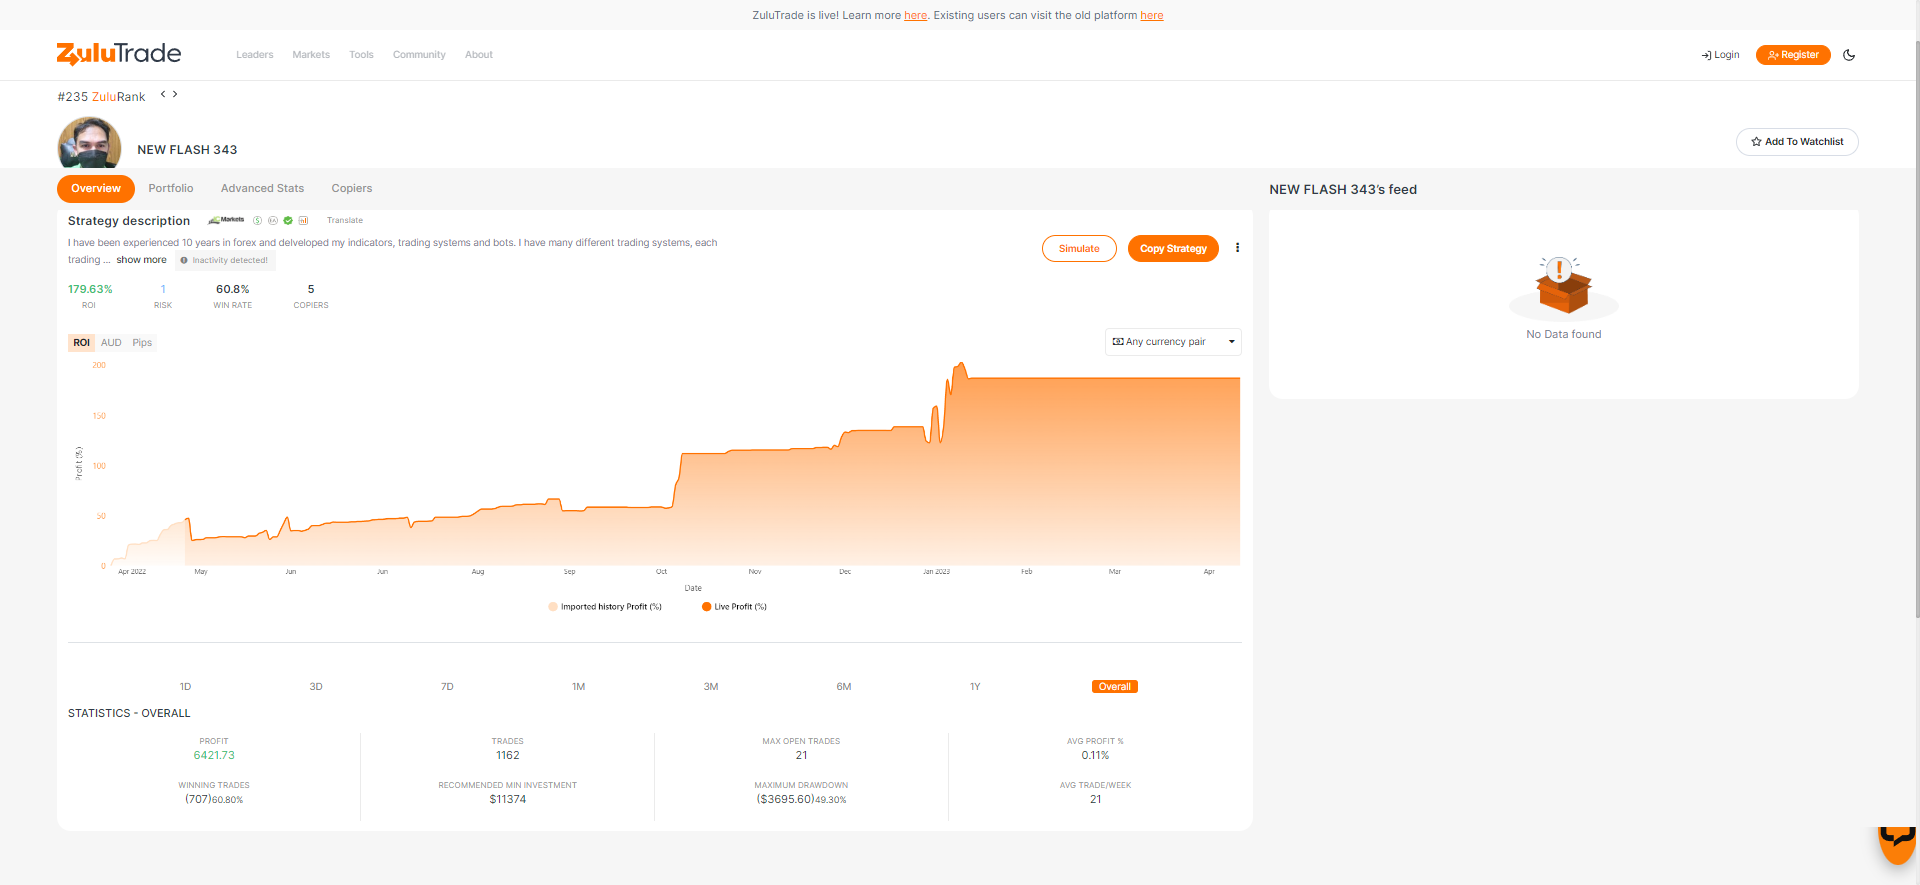 ZuluTrade is live! Learn more here. Existing users can visit the old platform here
ZuluTrade
Leaders
Markets
Tools
Community
About
Login
Register
#235 ZuluRank
NEW FLASH 343
Add To Watchlist
Overview
Portfolio
Advanced Stats
Copiers
NEW FLASH 343's feed
Strategy description
Markets
Translate
I have been experienced 10 years in forex and delveloped my indicators, trading systems and bots. I have many different trading systems, each
trading ... show more
Inactivity detected!
Simulate
Copy Strategy
179.63%
ROI
1
RISK
60.8%
WIN RATE
5
COPIERS
No Data found
ROI
AUD
Pips
Any currency pair
200
150
100
50
0
Profit (%)
Apr 2022
May
Jun
Jun
Aug
Sep
Oct
Nov
Dec
Jan 2023
Feb
Mar
Apr
Date
Imported history Profit (%)
Live Profit (%)
1D
3D
7D
1M
3M
6M
1Y
Overall
STATISTICS - OVERALL
PROFIT
6421.73
TRADES
1162
MAX OPEN TRADES
21
AVG PROFIT %
0.11%
WINNING TRADES
(707)60.80%
RECOMMENDED MIN INVESTMENT
$11374
MAXIMUM DRAWDOWN
($3695.60)49.30%
AVG TRADE/WEEK
21